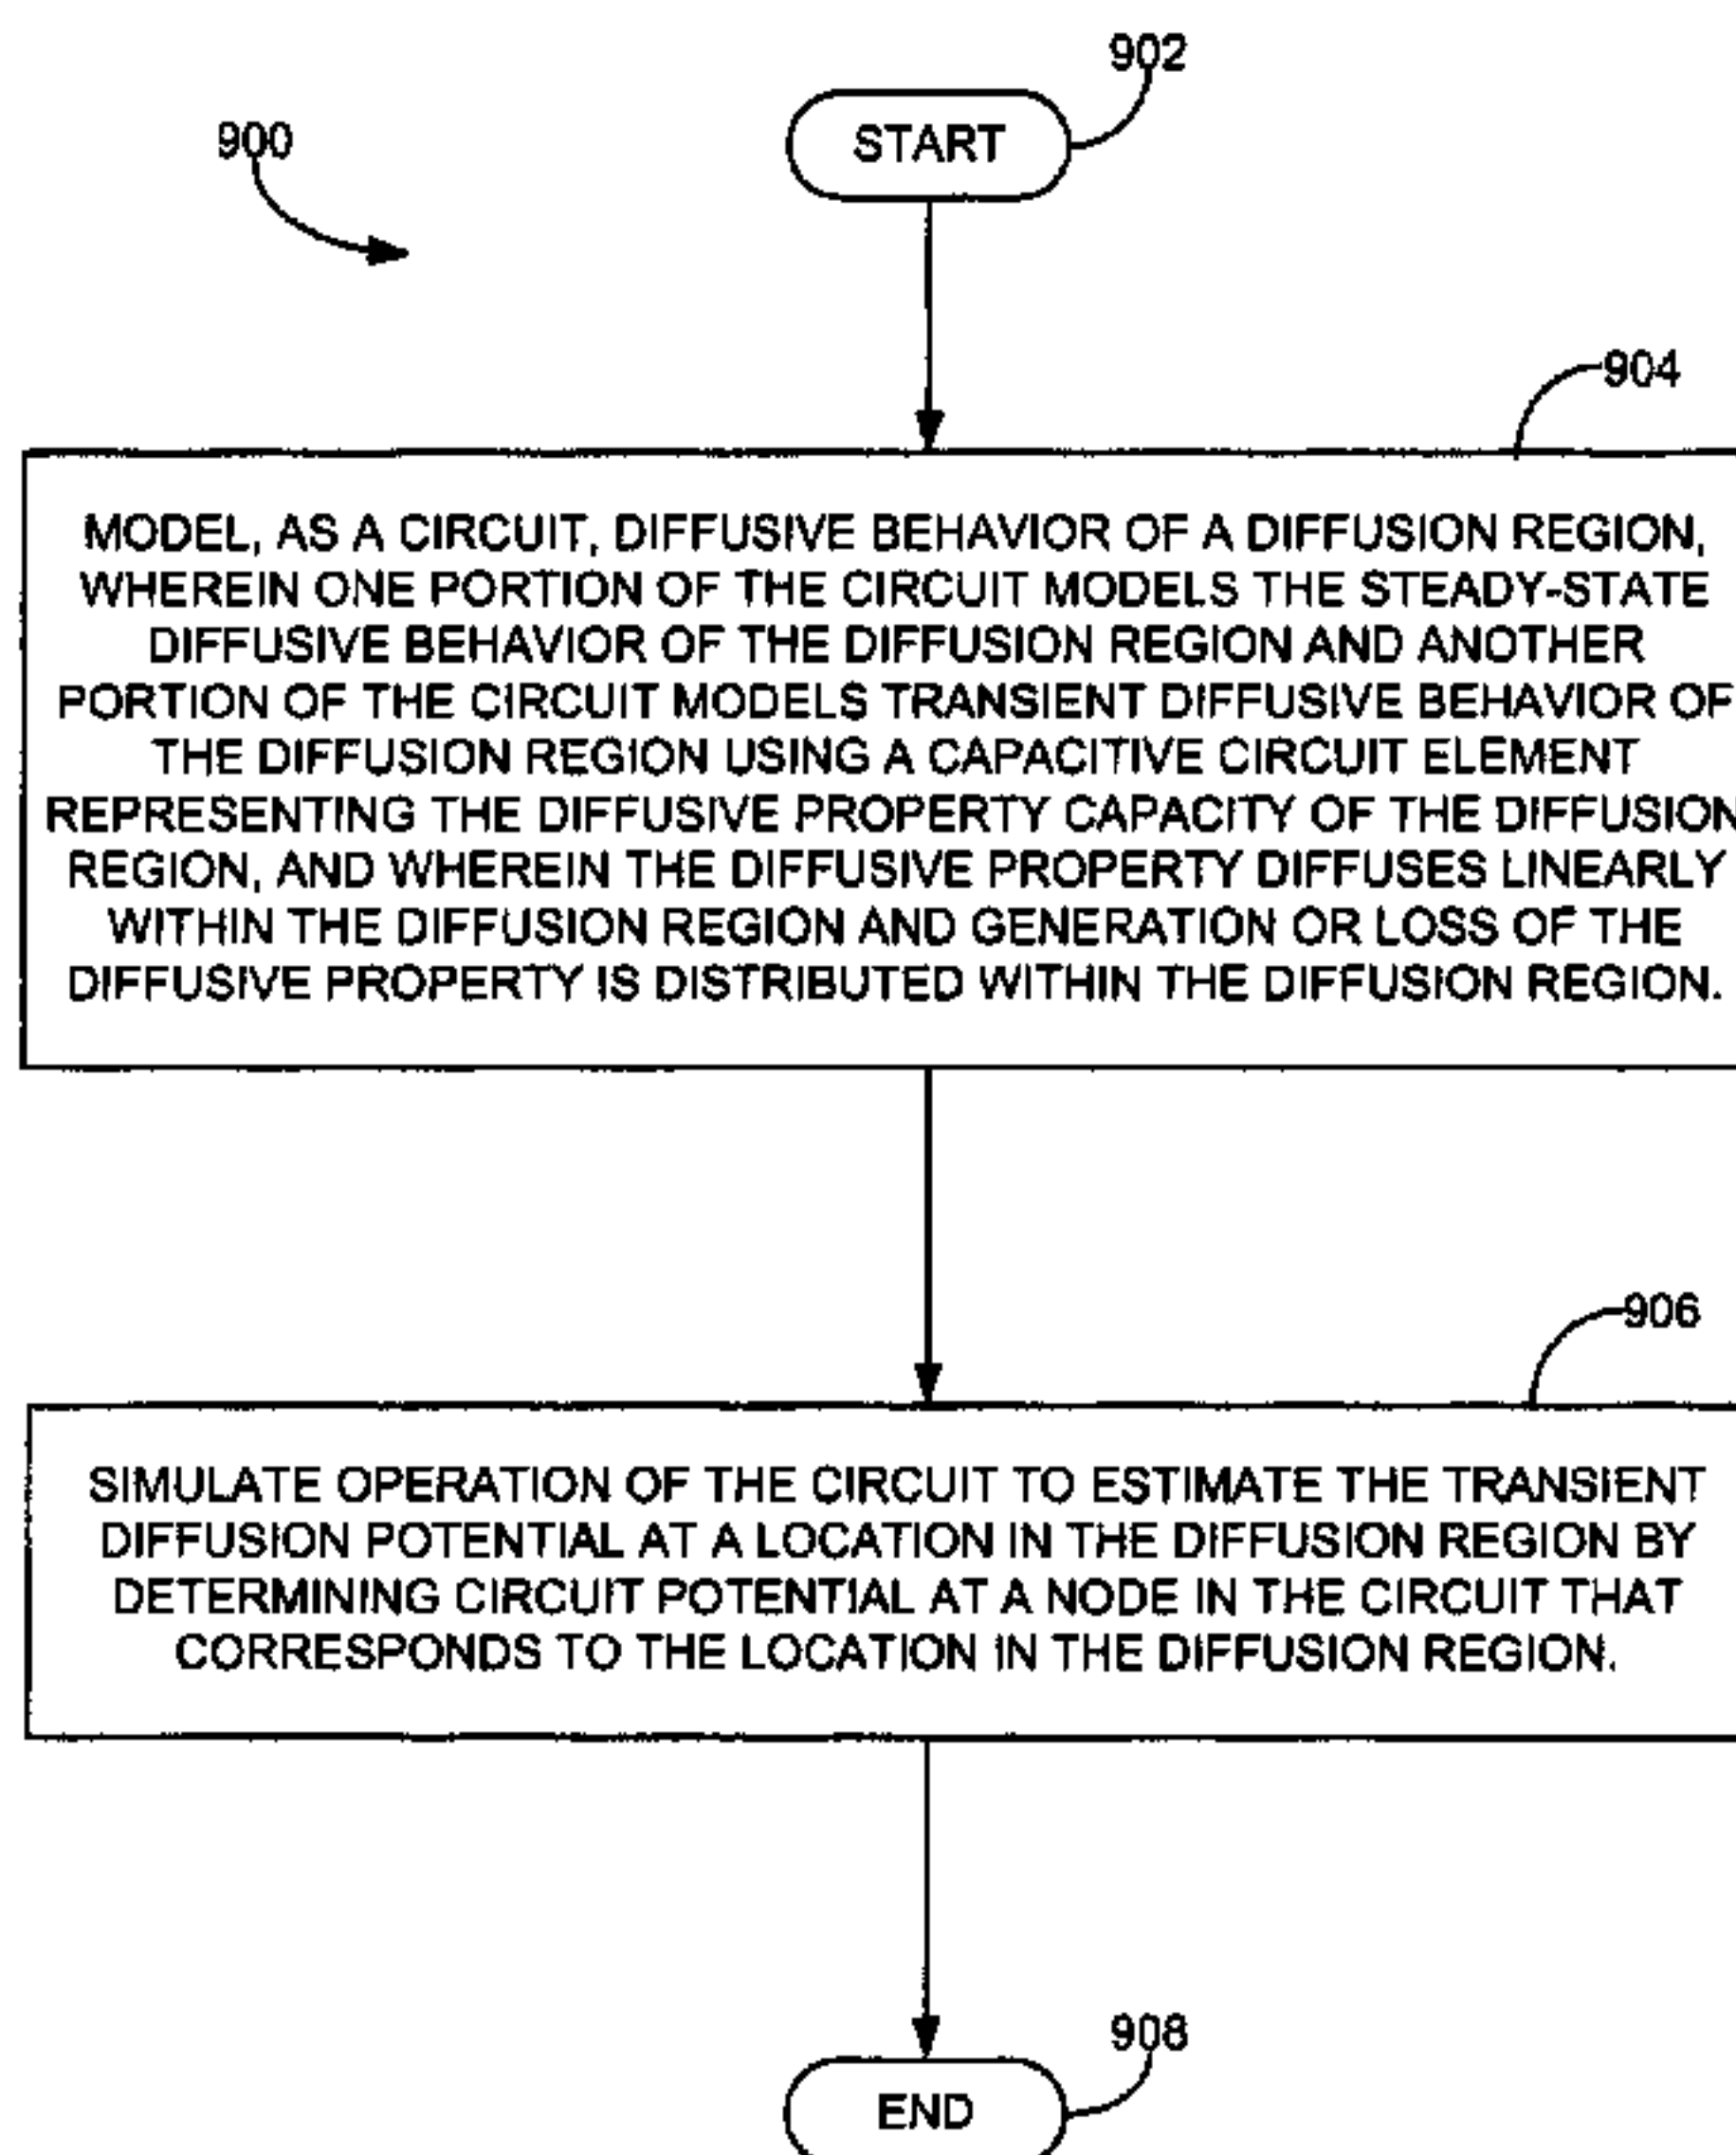 902
START
900
904
MODEL, AS A CIRCUIT, DIFFUSIVE BEHAVIOR OF A DIFFUSION REGION,
WHEREIN ONE PORTION OF THE CIRCUIT MODELS THE STEADY-STATE
DIFFUSIVE BEHAVIOR OF THE DIFFUSION REGION AND ANOTHER
PORTION OF THE CIRCUIT MODELS TRANSIENT DIFFUSIVE BEHAVIOR OF
THE DIFFUSION REGION USING A CAPACITIVE CIRCUIT ELEMENT
REPRESENTING THE DIFFUSIVE PROPERTY CAPACITY OF THE DIFFUSION
REGION, AND WHEREIN THE DIFFUSIVE PROPERTY DIFFUSES LINEARLY
WITHIN THE DIFFUSION REGION AND GENERATION OR LOSS OF THE
DIFFUSIVE PROPERTY IS DISTRIBUTED WITHIN THE DIFFUSION REGION.
906
SIMULATE OPERATION OF THE CIRCUIT TO ESTIMATE THE TRANSIENT
DIFFUSION POTENTIAL AT A LOCATION IN THE DIFFUSION REGION BY
DETERMINING CIRCUIT POTENTIAL AT A NODE IN THE CIRCUIT THAT
CORRESPONDS TO THE LOCATION IN THE DIFFUSION REGION.
908
END